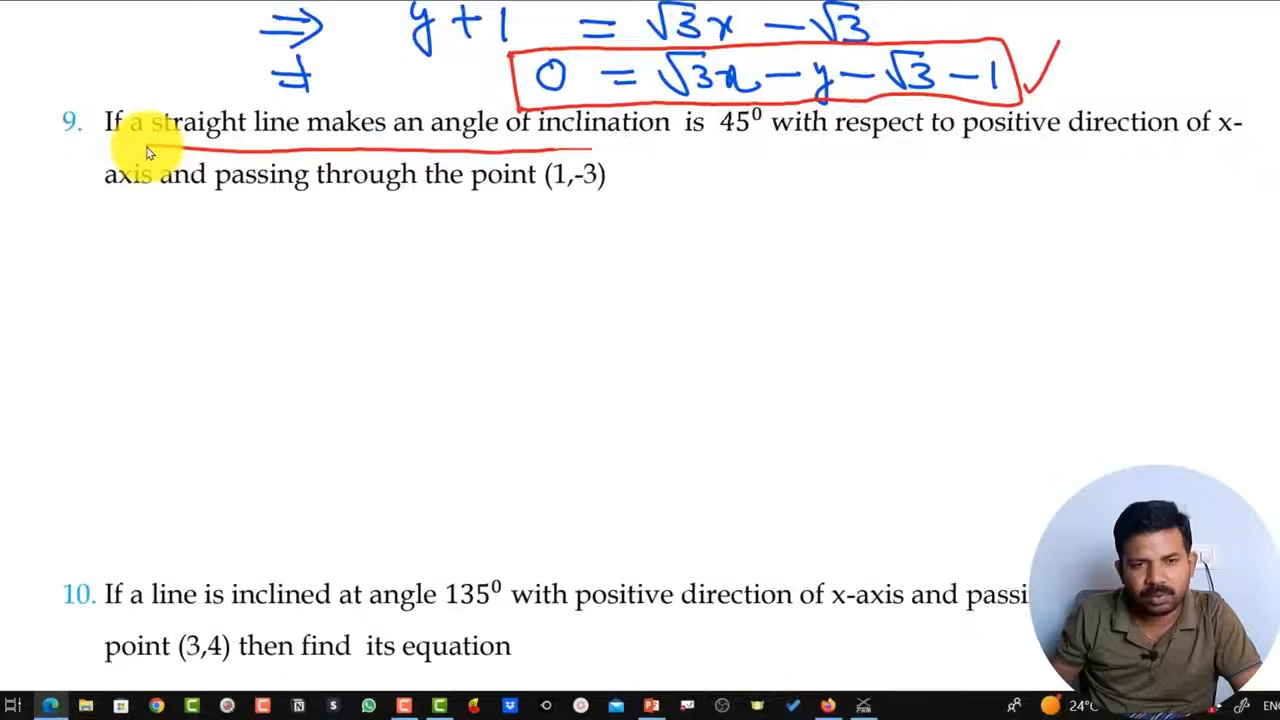 ⇒ y + 1 = √3x − √3
⇒ 0 = √3x − y − √3 − 1 ✓
9. If a straight line makes an angle of inclination is 45⁰ with respect to positive direction of x-
axis and passing through the point (1,-3)
10. If a line is inclined at angle 135⁰ with positive direction of x-axis and passi
point (3,4) then find its equation
24°C